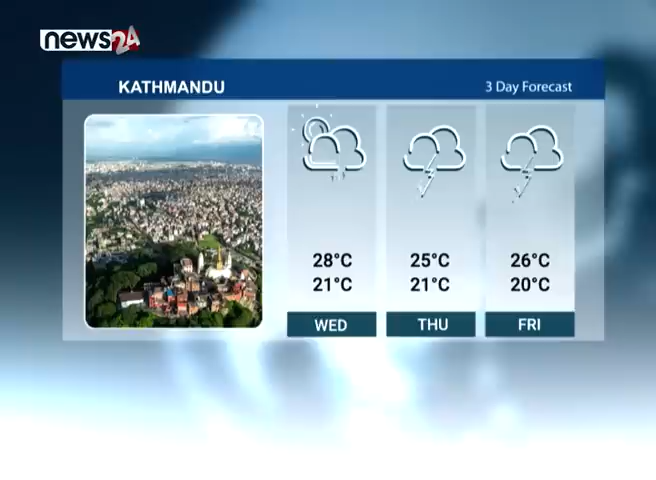 news24
KATHMANDU
3 Day Forecast
28°C
21°C
WED
25°C
21°C
THU
26°C
20°C
FRI